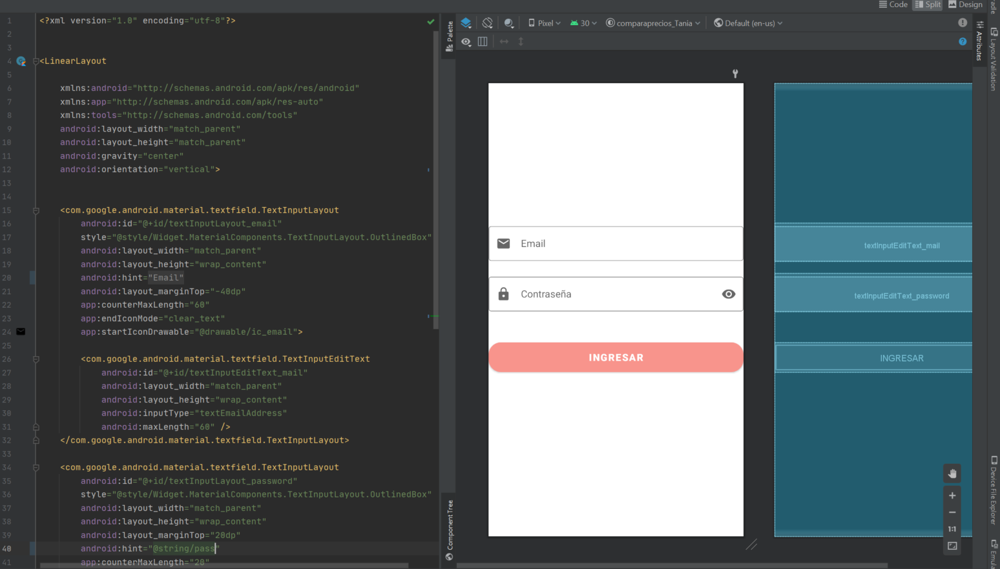 Code
Split
Design
adle
1 <?xml version="1.0" encoding="utf-8"?>
2
3
4 <LinearLayout
5
6 xmlns:android="http://schemas.android.com/apk/res/android"
7 xmlns:app="http://schemas.android.com/apk/res-auto"
8 xmlns:tools="http://schemas.android.com/tools"
9 android:layout_width="match_parent"
10 android:layout_height="match_parent"
11 android:gravity="center"
12 android:orientation="vertical">
13
14
15 <com.google.android.material.textfield.TextInputLayout
16 android:id="@+id/textInputLayout_email"
17 style="@style/Widget.MaterialComponents.TextInputLayout.OutlinedBox"
18 android:layout_width="match_parent"
19 android:layout_height="wrap_content"
20 android:hint="Email"
21 android:layout_marginTop="-40dp"
22 app:counterMaxLength="60"
23 app:endIconMode="clear_text"
24 app:startIconDrawable="@drawable/ic_email">
25
26 <com.google.android.material.textfield.TextInputEditText
27 android:id="@+id/textInputEditText_mail"
28 android:layout_width="match_parent"
29 android:layout_height="wrap_content"
30 android:inputType="textEmailAddress"
31 android:maxLength="60" />
32 </com.google.android.material.textfield.TextInputLayout>
33
34 <com.google.android.material.textfield.TextInputLayout
35 android:id="@+id/textInputLayout_password"
36 style="@style/Widget.MaterialComponents.TextInputLayout.OutlinedBox"
37 android:layout_width="match_parent"
38 android:layout_height="wrap_content"
39 android:layout_marginTop="20dp"
40 android:hint="@string/pass"
41 app:counterMaxLength="20"
Palette
Component Tree
Pixel
30
comparaprecios_Tania
Default (en-us)
Email
Contraseña
INGRESAR
textInputEditText_mail
textInputEditText_password
INGRESAR
1:1
Attributes
Layout Validation
Device File Explorer
Emula